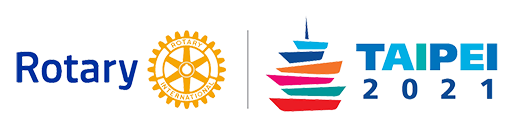 Rotary
ROTARY
INTERNATIONAL
TAIPEI
2021